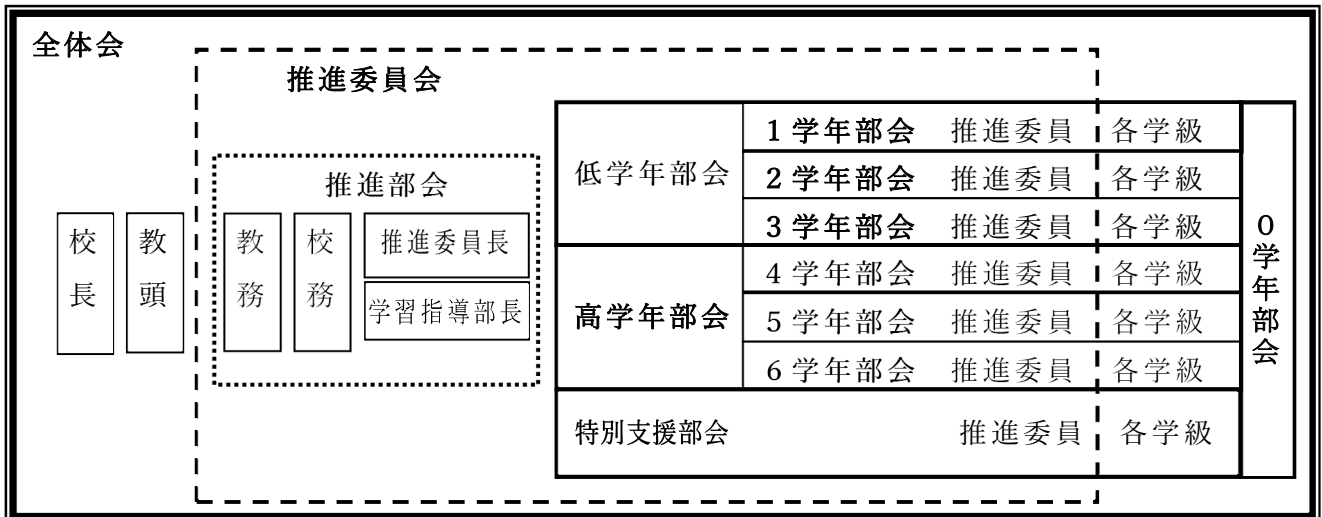 全体会
推進委員会
推進部会
校長
教頭
教務
校務
推進委員長
学習指導部長
低学年部会
1学年部会 推進委員 各学級
2学年部会 推進委員 各学級
3学年部会 推進委員 各学級
高学年部会
4学年部会 推進委員 各学級
5学年部会 推進委員 各学級
6学年部会 推進委員 各学級
特別支援部会 推進委員 各学級
0学年部会